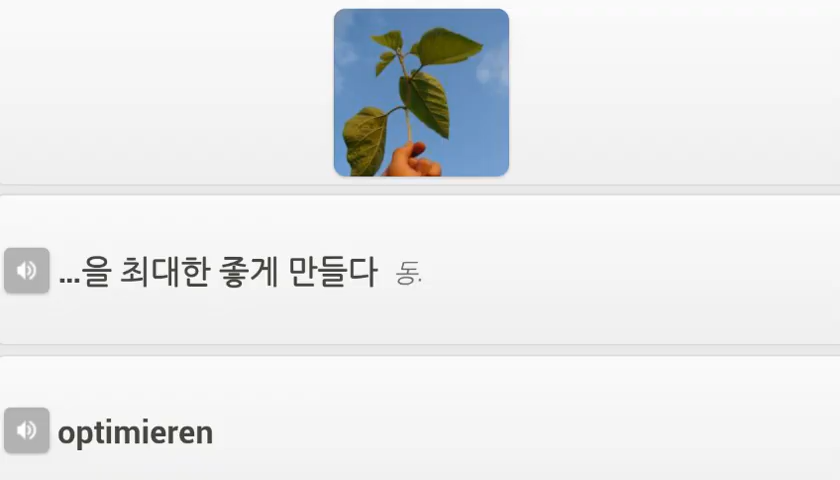 ...을 최대한 좋게 만들다 동.
optimieren